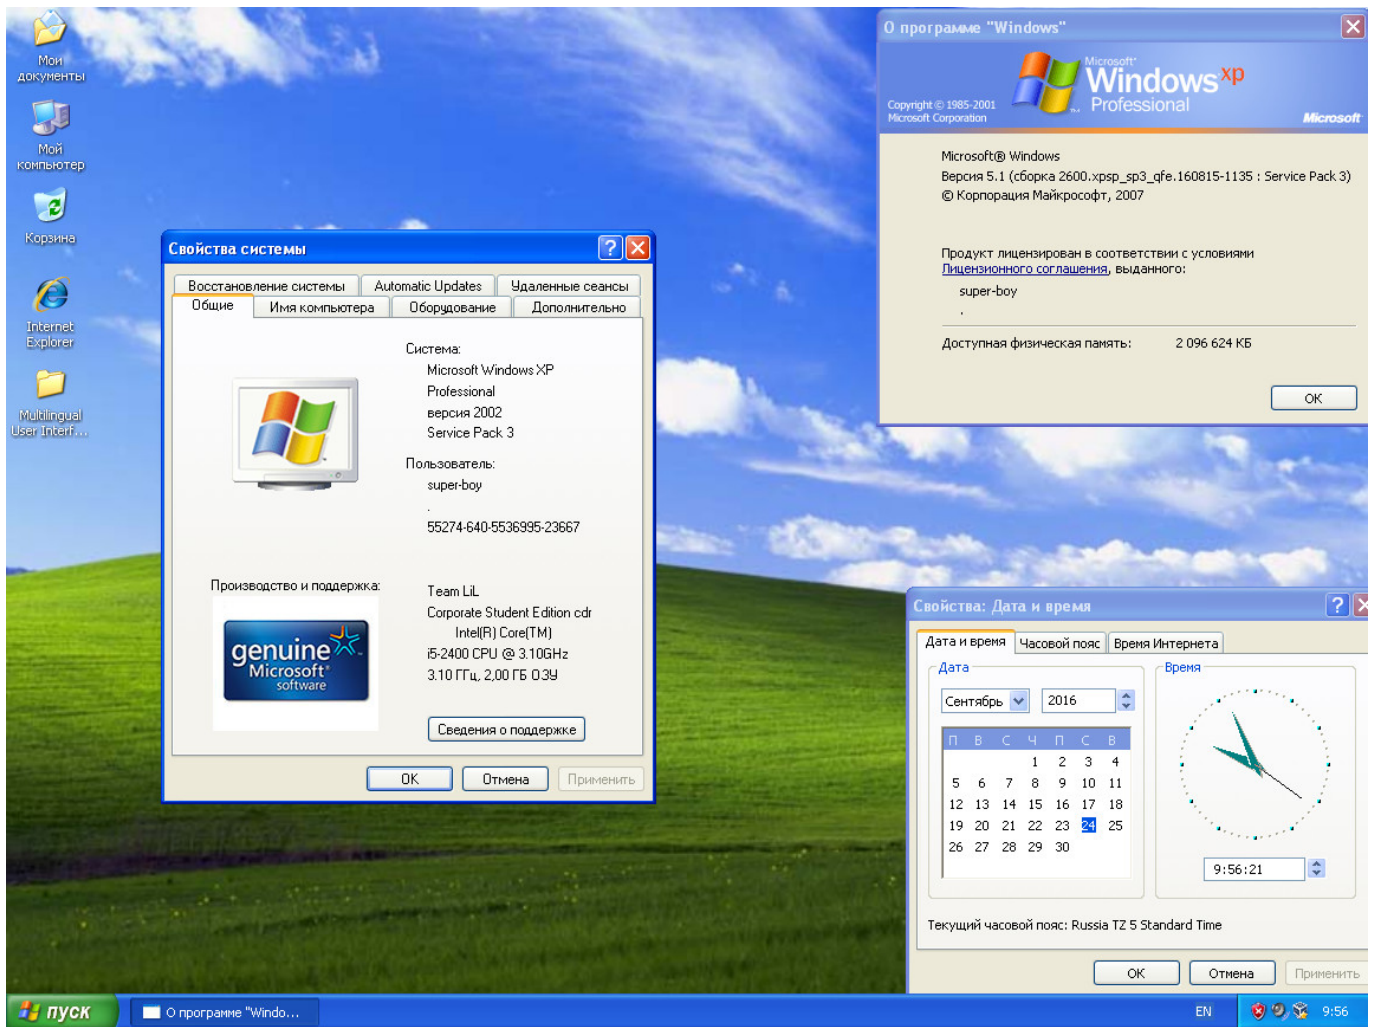 Мои
документы
Мой
компьютер
Корзина
Internet
Explorer
Multilingual
User Interf...
Свойства системы
Восстановление системы
Automatic Updates
Удаленные сеансы
Общие
Имя компьютера
Оборудование
Дополнительно
Система:
Microsoft Windows XP
Professional
версия 2002
Service Pack 3
Пользователь:
super-boy
.
55274-640-5536995-23667
Производство и поддержка:
genuine
Microsoft®
software
Team LiL
Corporate Student Edition cdr
Intel(R) Core(TM)
i5-2400 CPU @ 3.10GHz
3.10 ГГц, 2,00 ГБ ОЗУ
Сведения о поддержке
OK
Отмена
Применить
О программе "Windows"
Copyright © 1985-2001
Microsoft Corporation
Microsoft®
Windows xp
Professional
Microsoft
Microsoft® Windows
Версия 5.1 (сборка 2600.xpsp_sp3_qfe.160815-1135 : Service Pack 3)
© Корпорация Майкрософт, 2007
Продукт лицензирован в соответствии с условиями
Лицензионного соглашения, выданного:
super-boy
.
Доступная физическая память: 2 096 624 КБ
OK
Свойства: Дата и время
Дата и время
Часовой пояс
Время Интернета
Дата
Сентябрь
2016
П В С Ч П С В
1 2 3 4
5 6 7 8 9 10 11
12 13 14 15 16 17 18
19 20 21 22 23 24 25
26 27 28 29 30
Время
9:56:21
Текущий часовой пояс: Russia TZ 5 Standard Time
OK
Отмена
Применить
пуск
О программе "Windo...
EN
9:56